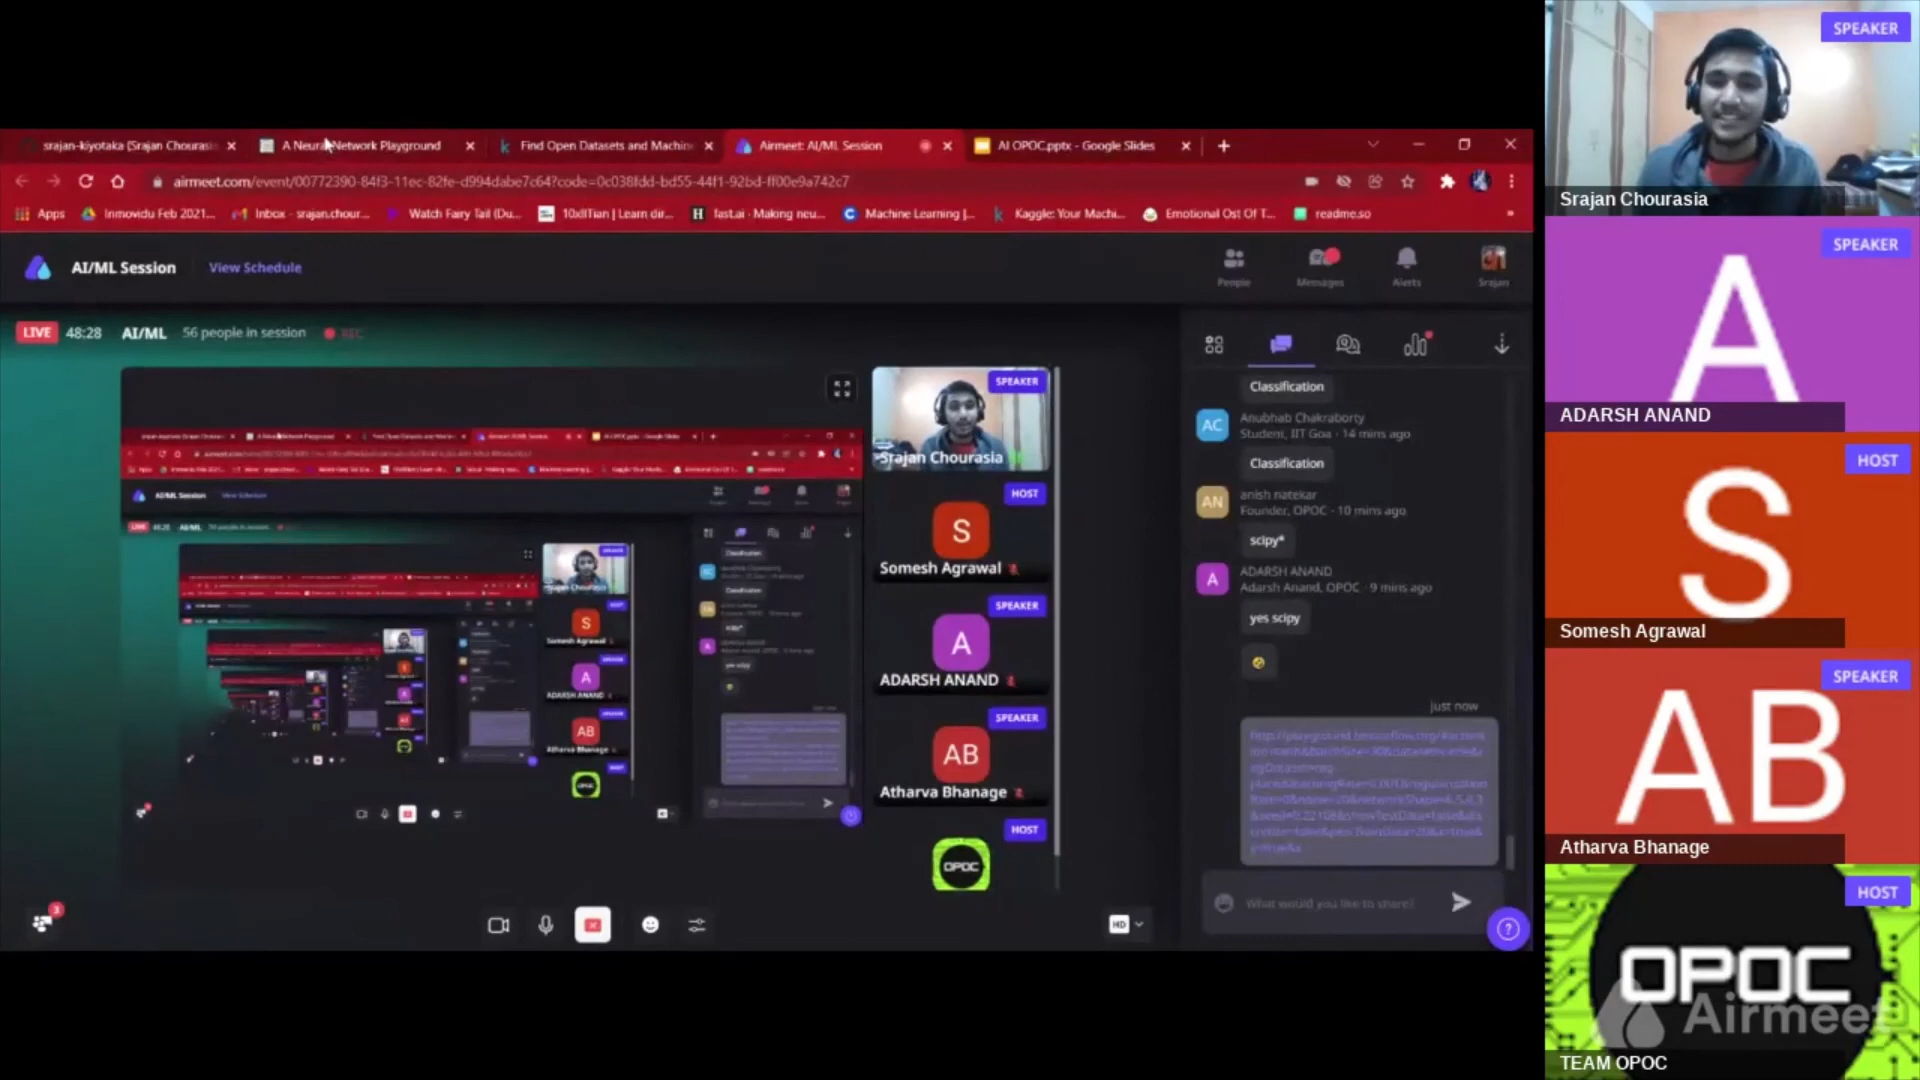 srajan-kiyotaka (Srajan Chourasi
A Neural Network Playground
Find Open Datasets and Machin
Airmeet: AI/ML Session
AI OPOC.pptx - Google Slides
airmeet.com/event/00772390-84f3-11ec-82fe-d994dabe7c64?code=0c038fdd-bd55-44f1-92bd-ff00e9a742c7
Apps
Inmovidu Feb 2021...
Inbox - srajan.chour...
Watch Fairy Tail (Du...
10xIITian | Learn dir...
fast.ai · Making neu...
Machine Learning |...
Kaggle: Your Machi...
Emotional Ost Of T...
readme.so
AI/ML Session
View Schedule
People
Messages
Alerts
Srajan
LIVE 48:28 AI/ML 56 people in session REC
SPEAKER
Srajan Chourasia
HOST
S
Somesh Agrawal
SPEAKER
A
ADARSH ANAND
SPEAKER
AB
Atharva Bhanage
HOST
OPOC
Classification
AC
Anubhab Chakraborty
Student, IIT Goa · 14 mins ago
Classification
AN
anish natekar
Founder, OPOC · 10 mins ago
scipy*
A
ADARSH ANAND
Adarsh Anand, OPOC · 9 mins ago
yes scipy
just now
What would you like to share?
3
HD
?
SPEAKER
Srajan Chourasia
SPEAKER
A
ADARSH ANAND
HOST
S
Somesh Agrawal
SPEAKER
AB
Atharva Bhanage
HOST
OPOC
Airmeet
TEAM OPOC